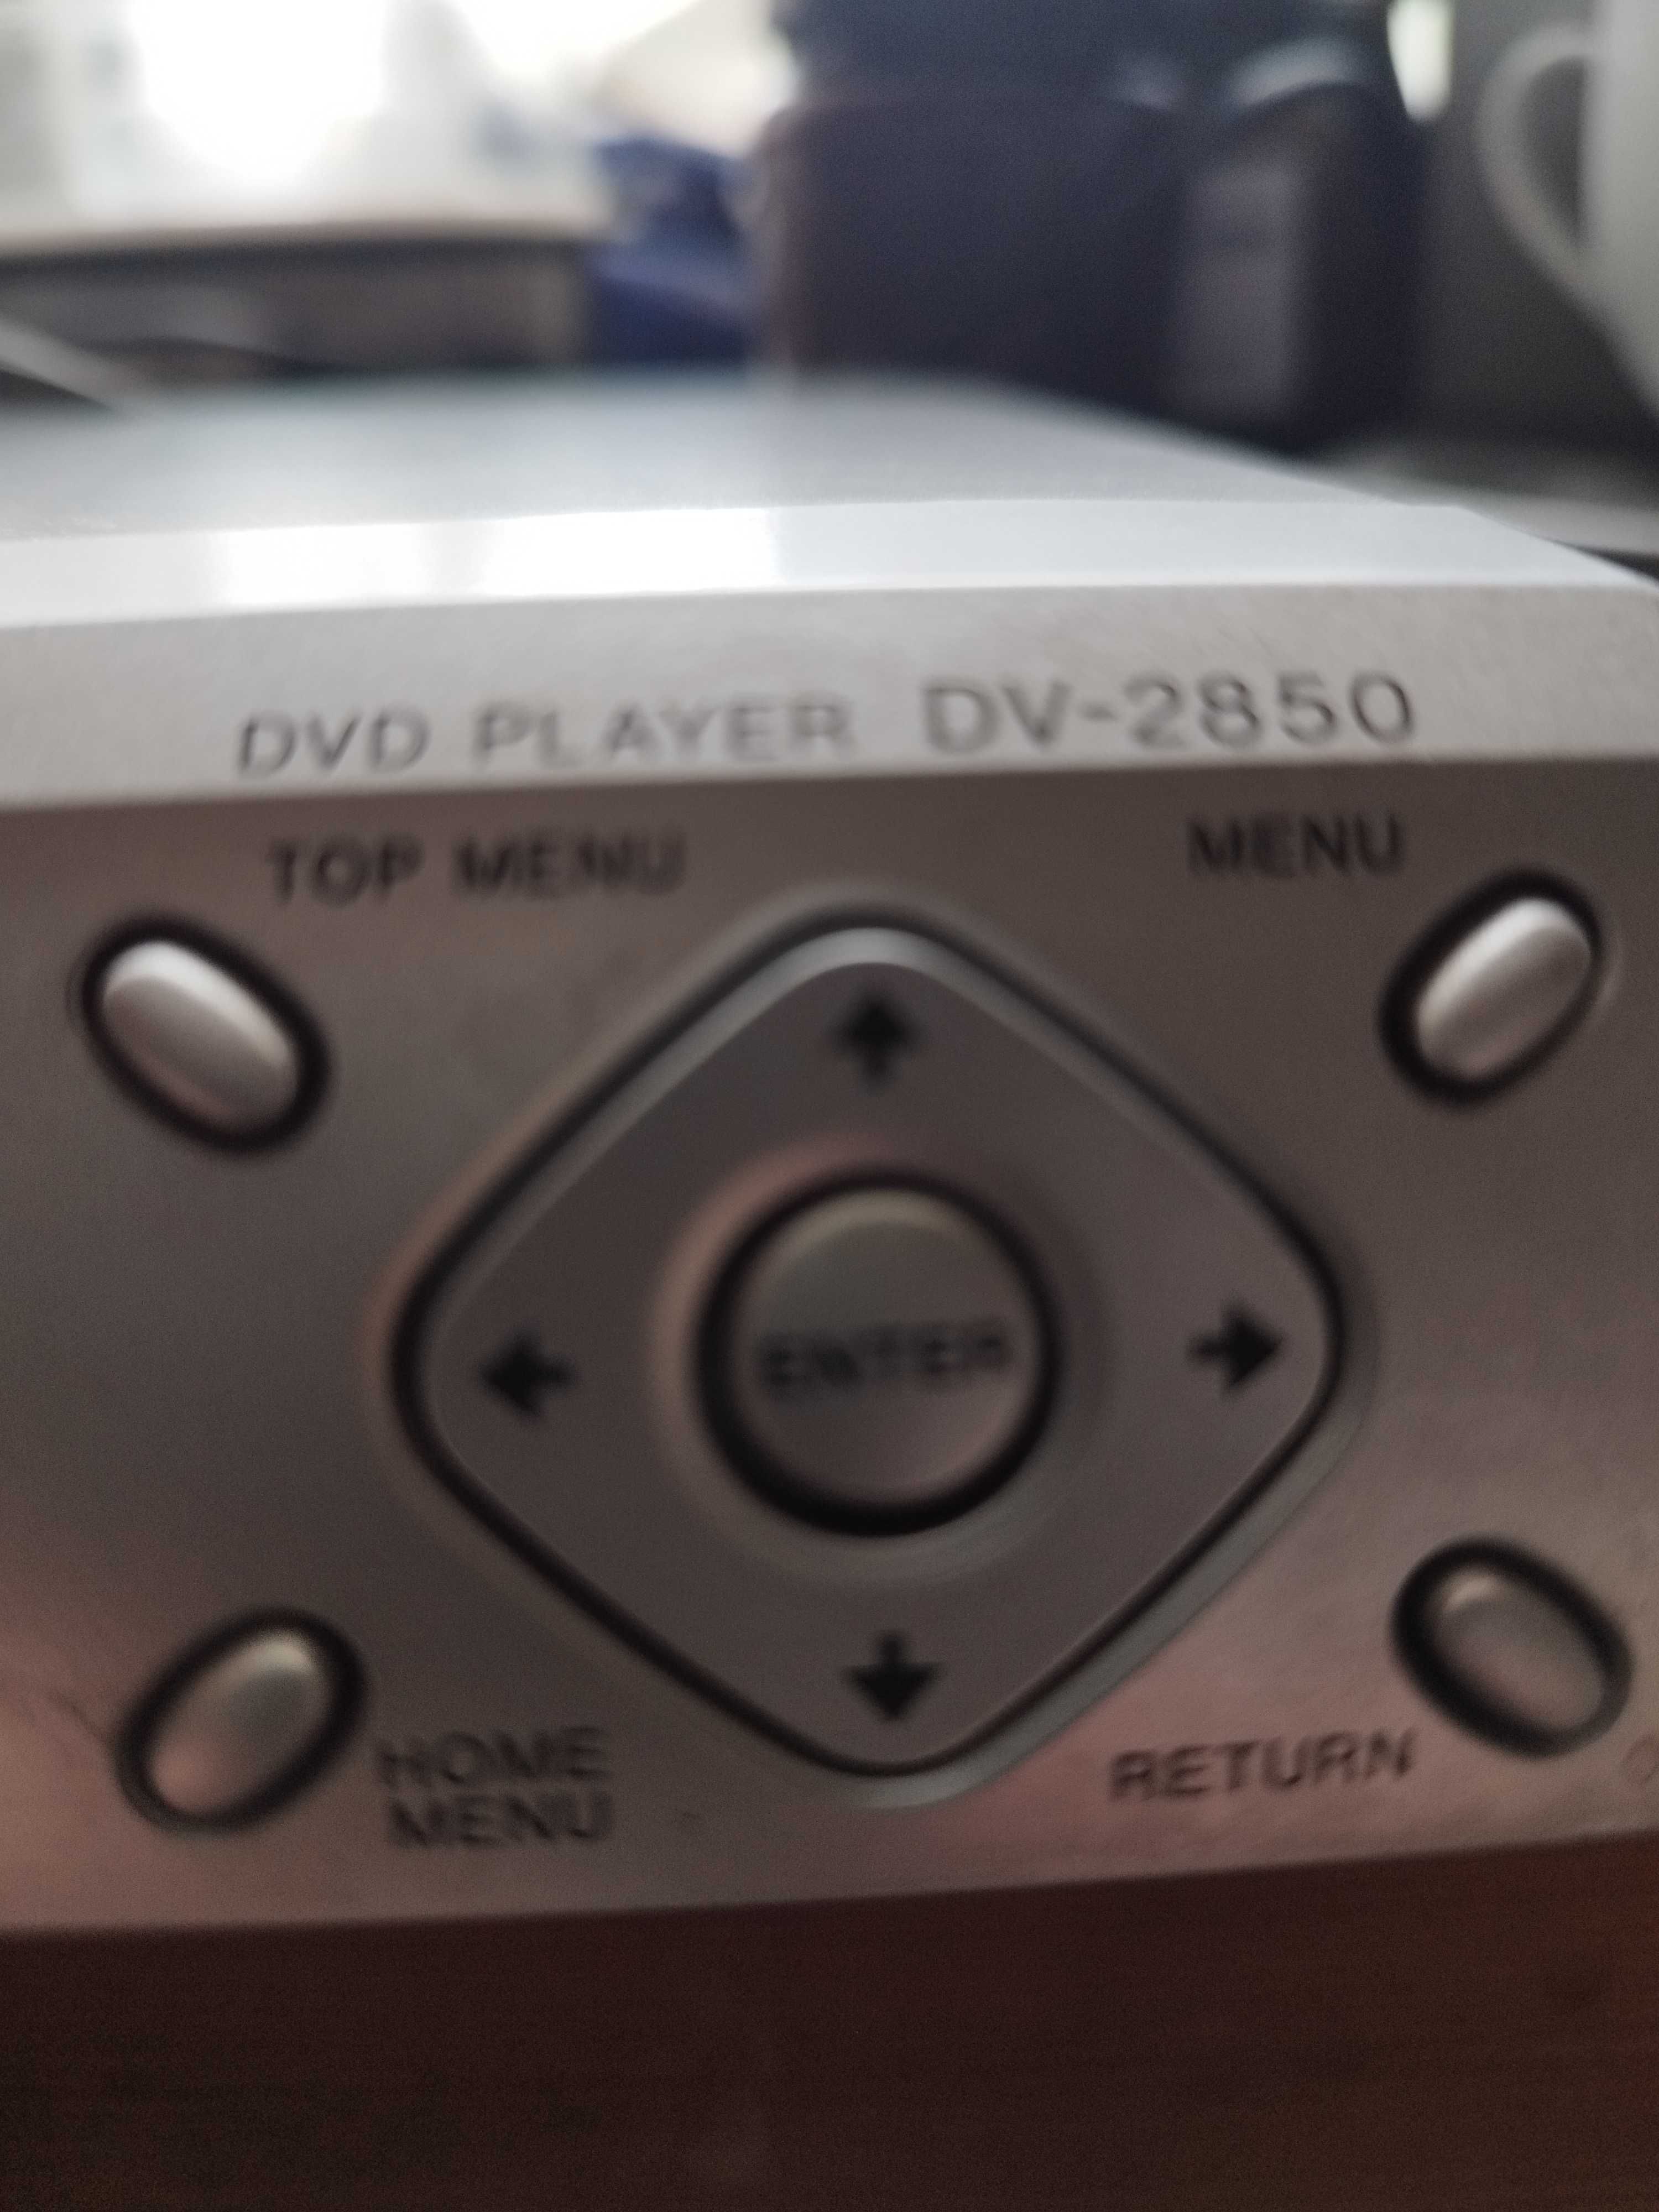 DVD PLAYER DV-2850
TOP MENU
MENU
ENTER
HOME
MENU
RETURN